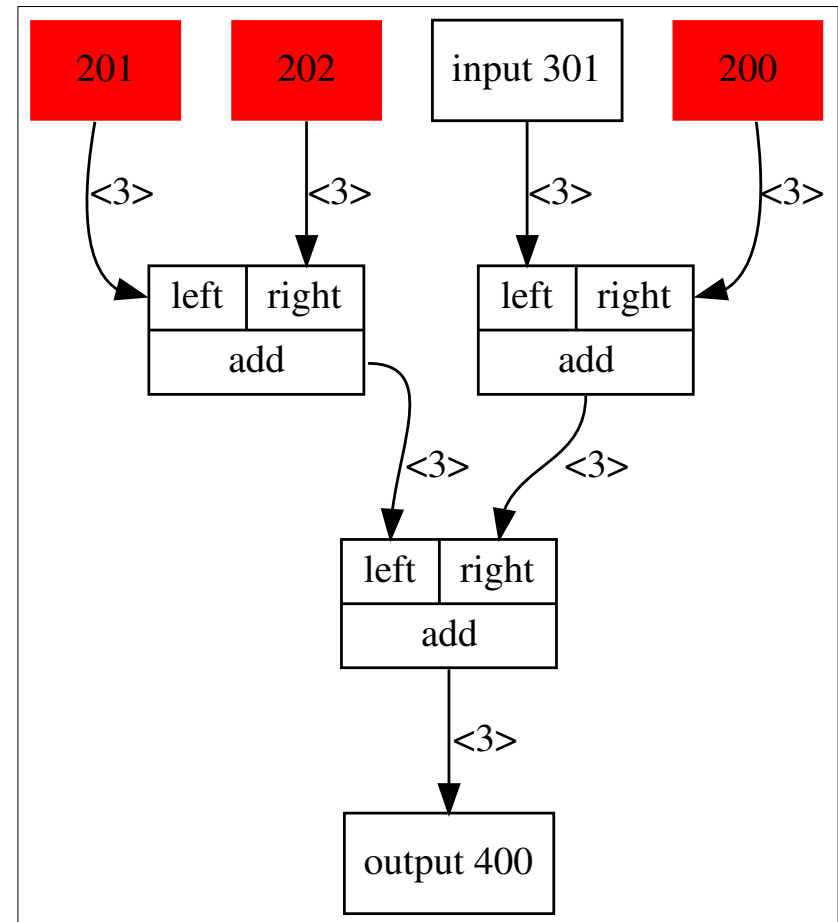 201 202 input 301 200
<3> <3> <3> <3>
left right left right
add add
<3> <3>
left right
add
<3>
output 400